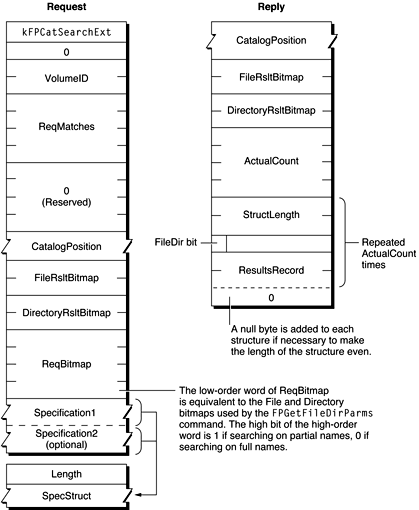 Request
kFPCatSearchExt
0
VolumeID
ReqMatches
0
(Reserved)
CatalogPosition
FileRsltBitmap
DirectoryRsltBitmap
ReqBitmap
Specification1
Specification2
(optional)
Length
SpecStruct
Reply
CatalogPosition
FileRsltBitmap
DirectoryRsltBitmap
ActualCount
StructLength
FileDir bit
ResultsRecord
0
Repeated
ActualCount
times
A null byte is added to each
structure if necessary to make
the length of the structure even.
The low-order word of ReqBitmap
is equivalent to the File and Directory
bitmaps used by the FPGetFileDirParms
command. The high bit of the high-order
word is 1 if searching on partial names, 0 if
searching on full names.